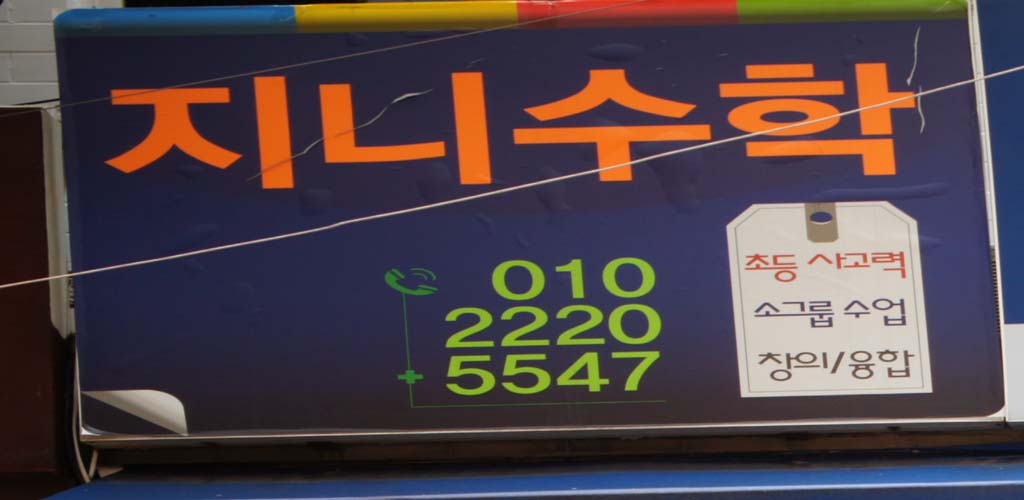 지니수학
010
2220
5547
초등 사고력
소그룹 수업
창의/융합